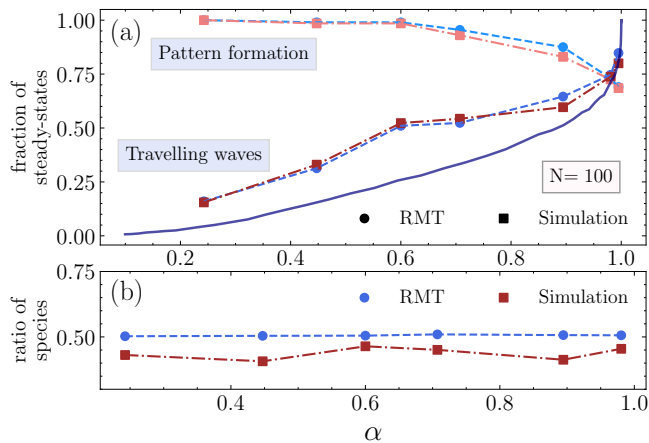 (a)
Pattern formation
Travelling waves
N= 100
RMT Simulation
fraction of
steady-states
1.00
0.75
0.50
0.25
0.00
0.2 0.4 0.6 0.8 1.0
(b)
RMT Simulation
ratio of
species
0.75
0.50
0.4 0.6 0.8 1.0
α